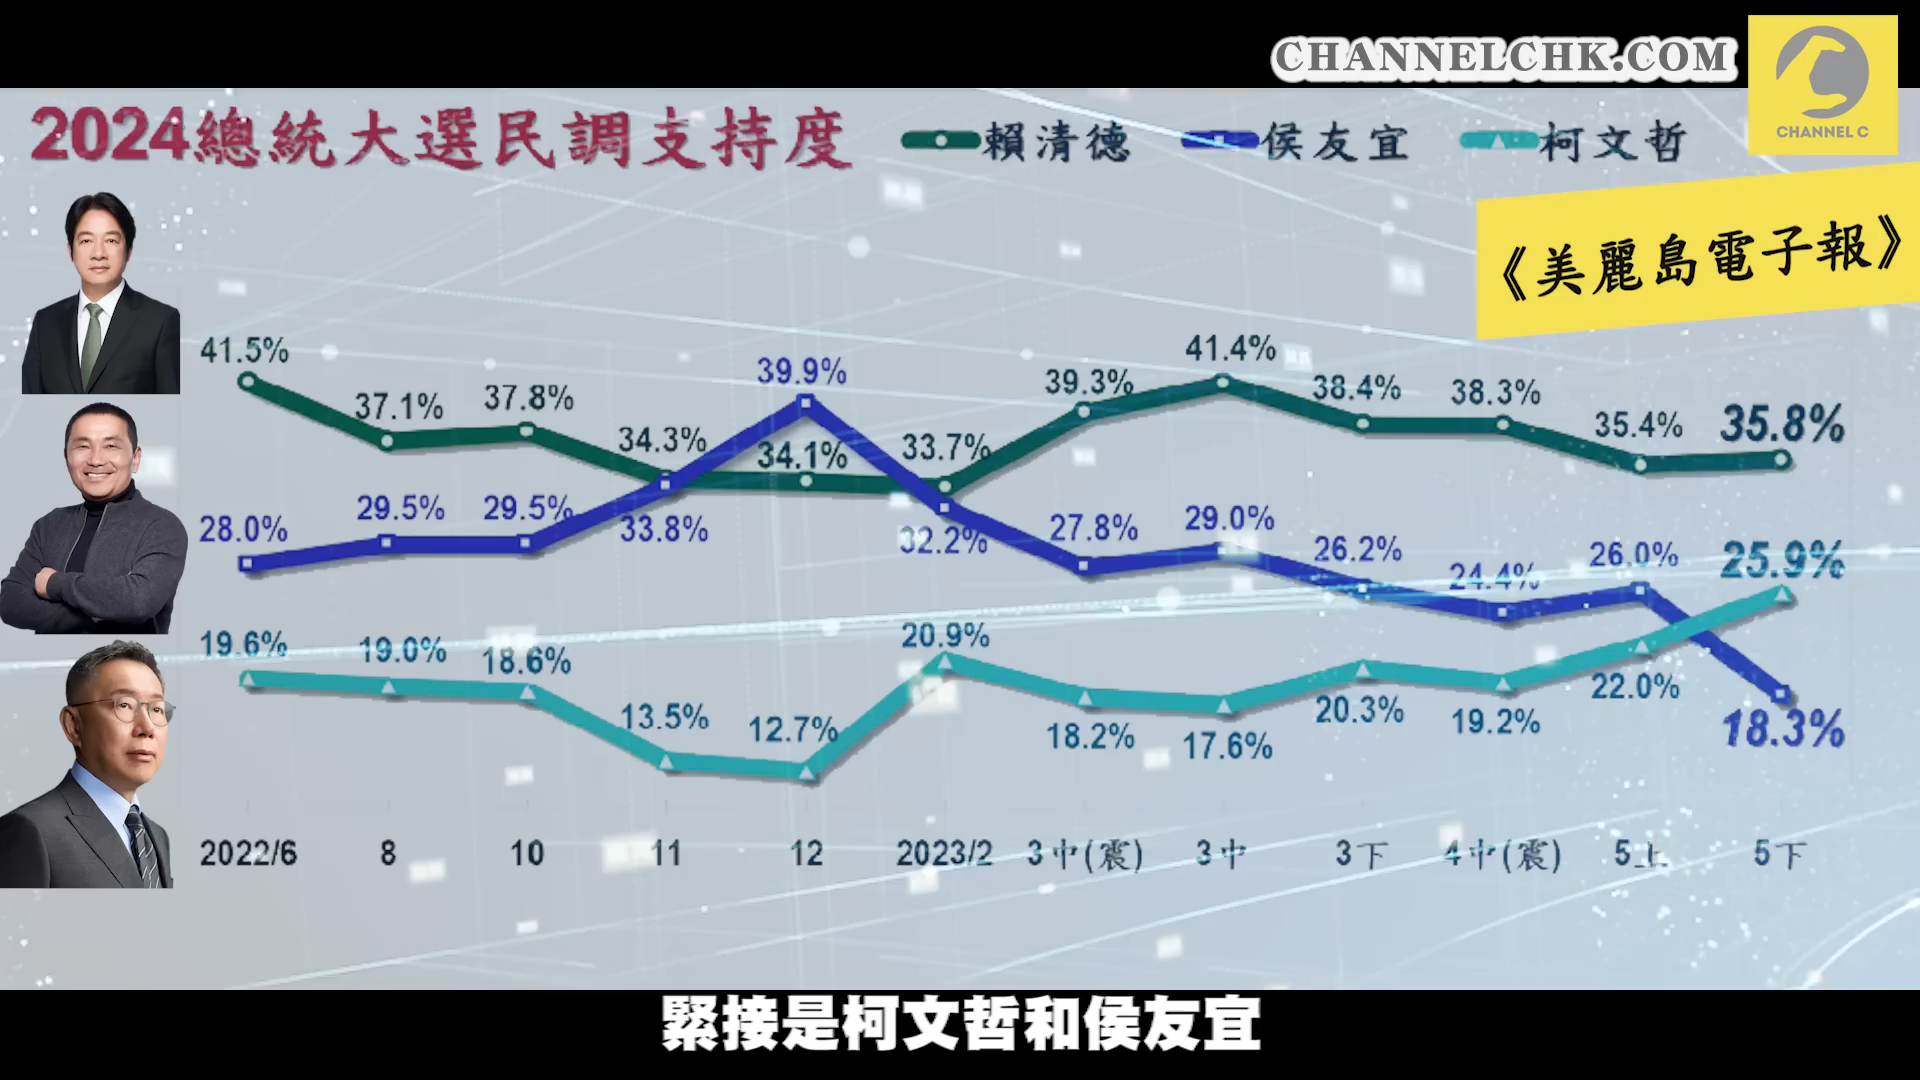 CHANNELCHK.COM
CHANNEL C
2024總統大選民調支持度
賴清德 侯友宜 柯文哲
《美麗島電子報》
41.5% 37.1% 37.8% 34.3% 34.1% 33.7% 39.3% 41.4% 38.4% 38.3% 35.4% 35.8%
28.0% 29.5% 29.5% 33.8% 39.9% 32.2% 27.8% 29.0% 26.2% 24.4% 26.0% 18.3%
19.6% 19.0% 18.6% 13.5% 12.7% 20.9% 18.2% 17.6% 20.3% 19.2% 22.0% 25.9%
2022/6 8 10 11 12 2023/2 3中(震) 3中 3下 4中(震) 5上 5下
緊接是柯文哲和侯友宜